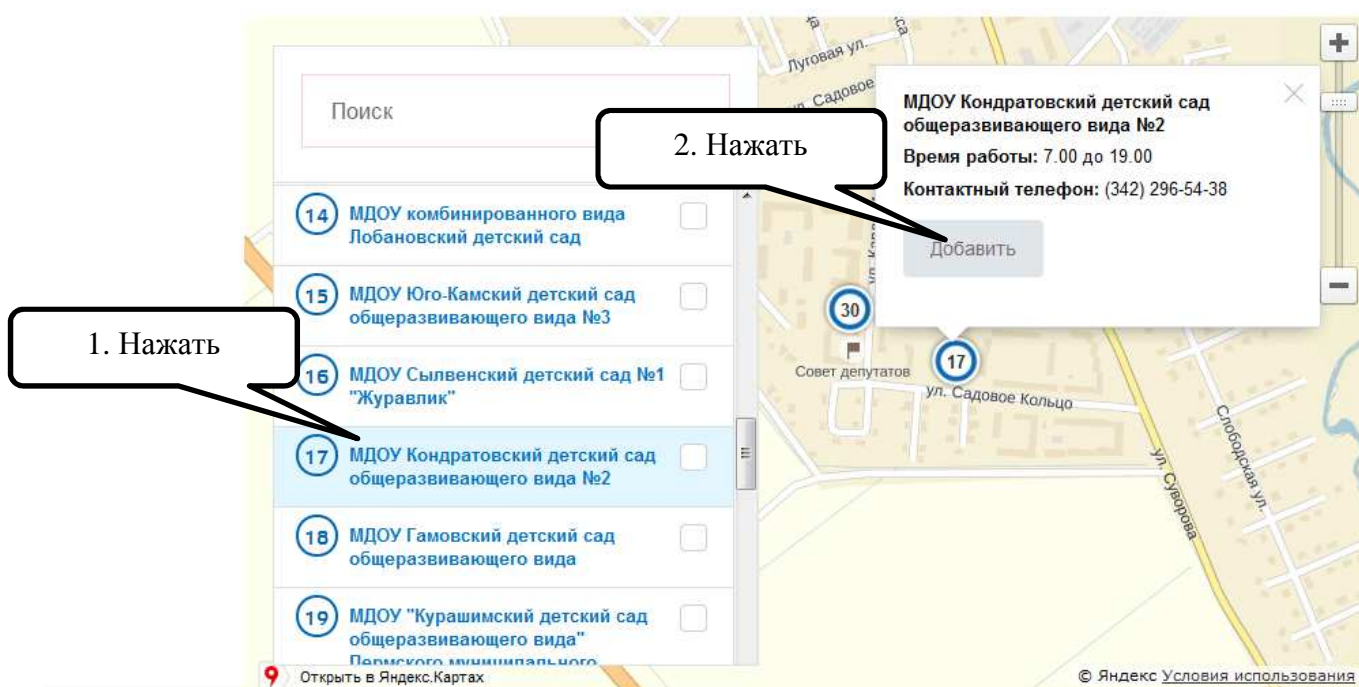 Поиск
14
МДОУ комбинированного вида
Лобановский детский сад
15
МДОУ Юго-Камский детский сад
общеразвивающего вида №3
16
МДОУ Сылвенский детский сад №1
"Журавлик"
17
МДОУ Кондратовский детский сад
общеразвивающего вида №2
18
МДОУ Гамовский детский сад
общеразвивающего вида
19
МДОУ "Курашимский детский сад
общеразвивающего вида"
Пермского муниципального
1. Нажать
2. Нажать
МДОУ Кондратовский детский сад
общеразвивающего вида №2
Время работы: 7.00 до 19.00
Контактный телефон: (342) 296-54-38
Добавить
Луговая ул.
Садовое
30
17
Совет депутатов
ул. Садовое Кольцо
ул. Суворова
Слободская ул.
Открыть в Яндекс.Картах
© Яндекс Условия использования